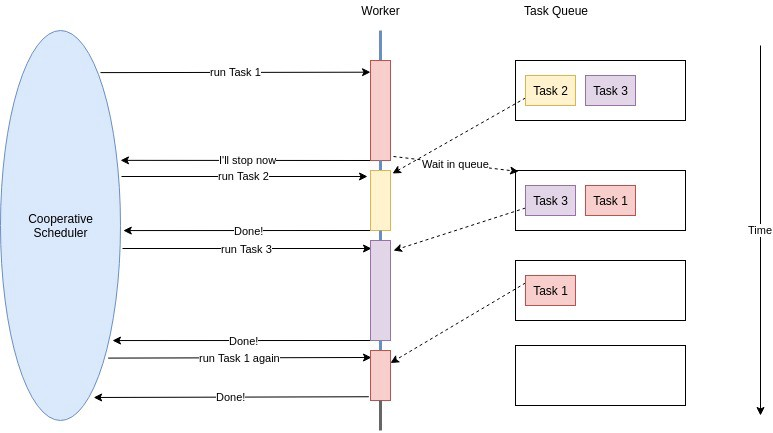 Worker
Task Queue
run Task 1
Task 2
Task 3
I'll stop now
Wait in queue
run Task 2
Task 3
Task 1
Cooperative
Scheduler
Done!
Time
run Task 3
Task 1
Done!
run Task 1 again
Done!